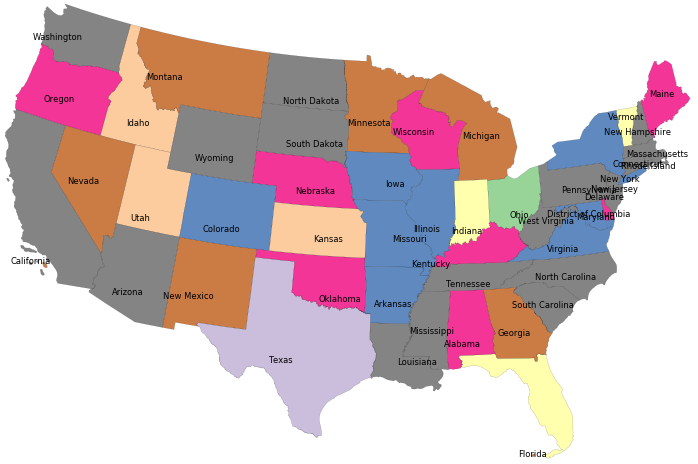 Washington
Montana
Maine
Oregon
North Dakota
Vermont
Idaho
Minnesota
Wisconsin
New Hampshire
Michigan
South Dakota
Massachusetts
Wyoming
Connecticut
Rhode Island
New York
Nevada
Iowa
Nebraska
Pennsylvania
New Jersey
Delaware
Utah
Ohio
District of Columbia
Maryland
West Virginia
Colorado
Illinois
Indiana
Kansas
Missouri
Virginia
California
Kentucky
North Carolina
Arizona
Tennessee
New Mexico
Oklahoma
Arkansas
South Carolina
Mississippi
Georgia
Alabama
Texas
Louisiana
Florida